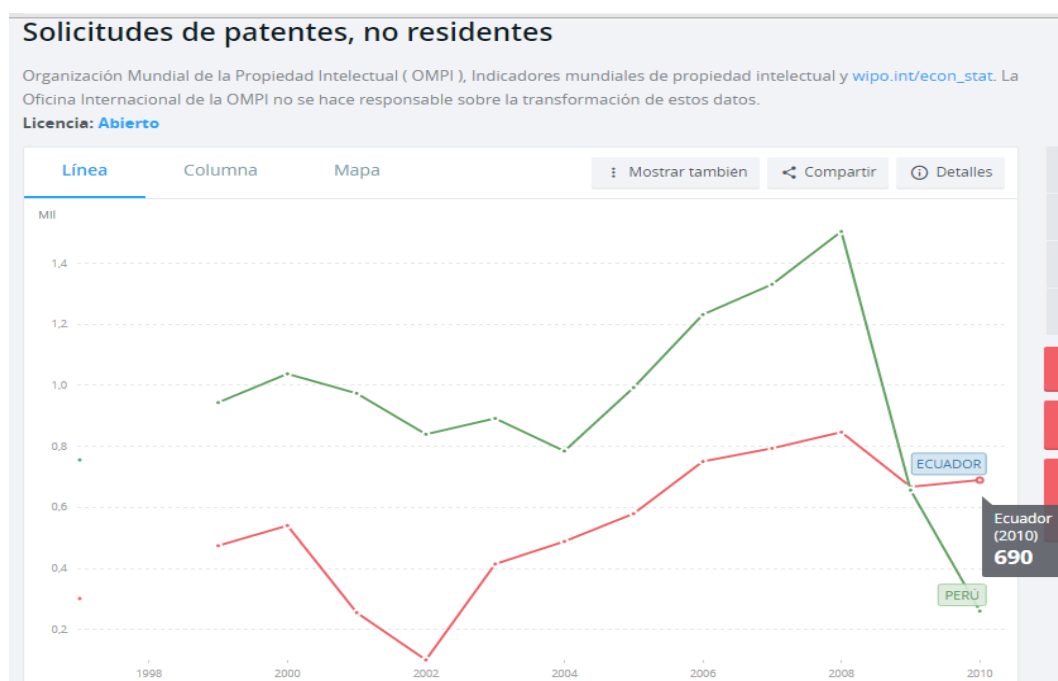 Solicitudes de patentes, no residentes
Organización Mundial de la Propiedad Intelectual ( OMPI ), Indicadores mundiales de propiedad intelectual y wipo.int/econ_stat. La
Oficina Internacional de la OMPI no se hace responsable sobre la transformación de estos datos.
Licencia: Abierto
Línea Columna Mapa Mostrar también Compartir Detalles
Mil
1,4
1,2
1,0
0,8
ECUADOR
0,6
Ecuador
(2010)
690
0,4
PERÚ
0,2
1998 2000 2002 2004 2006 2008 2010